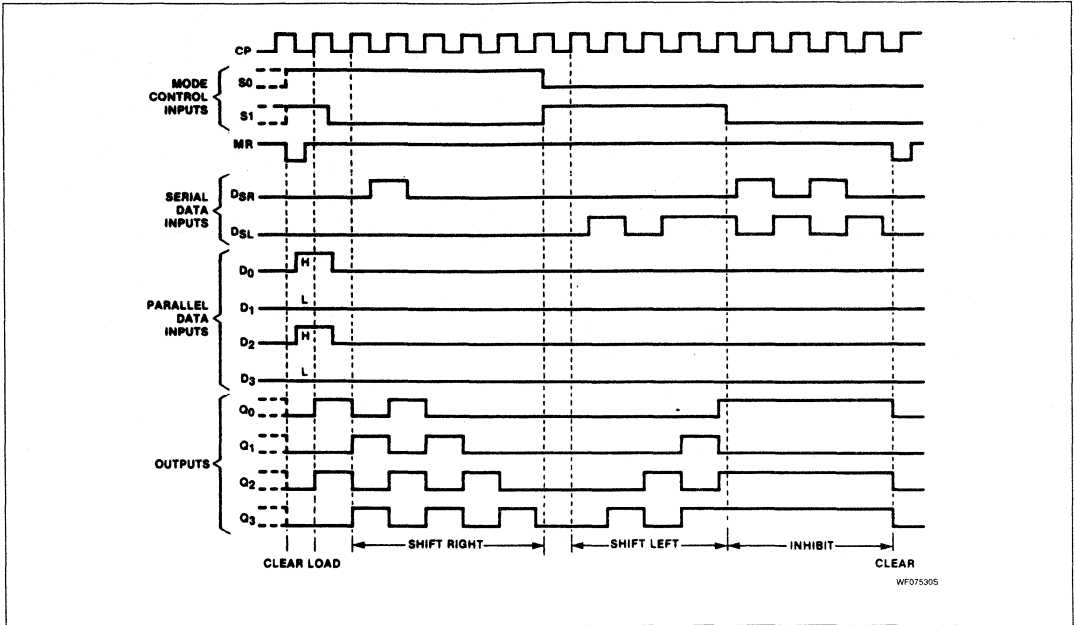 CP
MODE
CONTROL
INPUTS
S0
S1
MR
SERIAL
DATA
INPUTS
DSR
DSL
PARALLEL
DATA
INPUTS
D0
H
D1
L
D2
H
D3
L
OUTPUTS
Q0
Q1
Q2
Q3
SHIFT RIGHT
SHIFT LEFT
INHIBIT
CLEAR LOAD
CLEAR
WF07530S